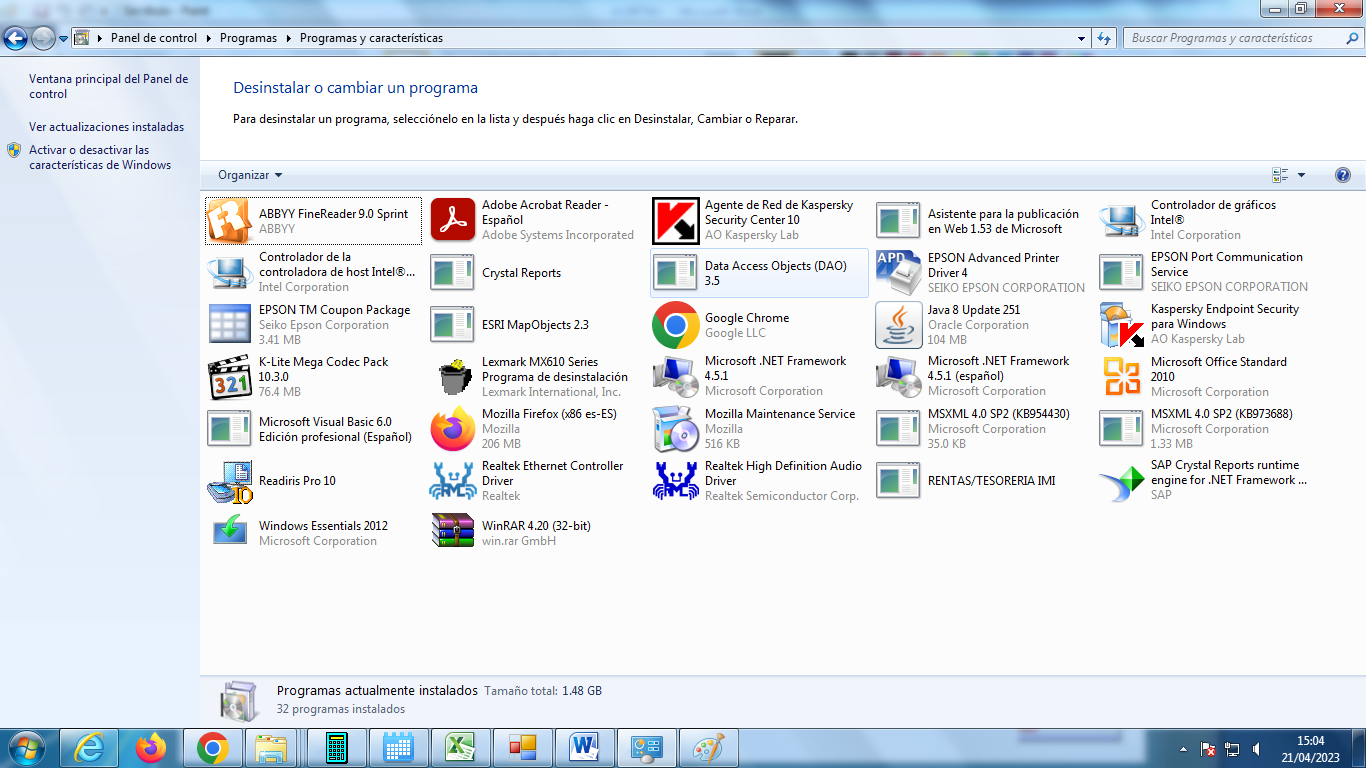 Panel de control
Programas
Programas y características
Buscar Programas y características
Ventana principal del Panel de
control
Ver actualizaciones instaladas
Activar o desactivar las
características de Windows
Desinstalar o cambiar un programa
Para desinstalar un programa, selecciónelo en la lista y después haga clic en Desinstalar, Cambiar o Reparar.
Organizar
ABBYY FineReader 9.0 Sprint
ABBYY
Adobe Acrobat Reader -
Español
Adobe Systems Incorporated
Agente de Red de Kaspersky
Security Center 10
AO Kaspersky Lab
Asistente para la publicación
en Web 1.53 de Microsoft
Controlador de gráficos
Intel®
Intel Corporation
Controlador de la
controladora de host Intel®...
Intel Corporation
Crystal Reports
Data Access Objects (DAO)
3.5
APD
EPSON Advanced Printer
Driver 4
SEIKO EPSON CORPORATION
EPSON Port Communication
Service
SEIKO EPSON CORPORATION
EPSON TM Coupon Package
Seiko Epson Corporation
3.41 MB
ESRI MapObjects 2.3
Google Chrome
Google LLC
Java 8 Update 251
Oracle Corporation
104 MB
Kaspersky Endpoint Security
para Windows
AO Kaspersky Lab
321
K-Lite Mega Codec Pack
10.3.0
76.4 MB
Lexmark MX610 Series
Programa de desinstalación
Lexmark International, Inc.
Microsoft .NET Framework
4.5.1
Microsoft Corporation
Microsoft .NET Framework
4.5.1 (español)
Microsoft Corporation
Microsoft Office Standard
2010
Microsoft Corporation
Microsoft Visual Basic 6.0
Edición profesional (Español)
Mozilla Firefox (x86 es-ES)
Mozilla
206 MB
Mozilla Maintenance Service
Mozilla
516 KB
MSXML 4.0 SP2 (KB954430)
Microsoft Corporation
35.0 KB
MSXML 4.0 SP2 (KB973688)
Microsoft Corporation
1.33 MB
Readiris Pro 10
Realtek Ethernet Controller
Driver
Realtek
Realtek High Definition Audio
Driver
Realtek Semiconductor Corp.
RENTAS/TESORERIA IMI
SAP Crystal Reports runtime
engine for .NET Framework ...
SAP
Windows Essentials 2012
Microsoft Corporation
WinRAR 4.20 (32-bit)
win.rar GmbH
Programas actualmente instalados Tamaño total: 1.48 GB
32 programas instalados
15:04
21/04/2023